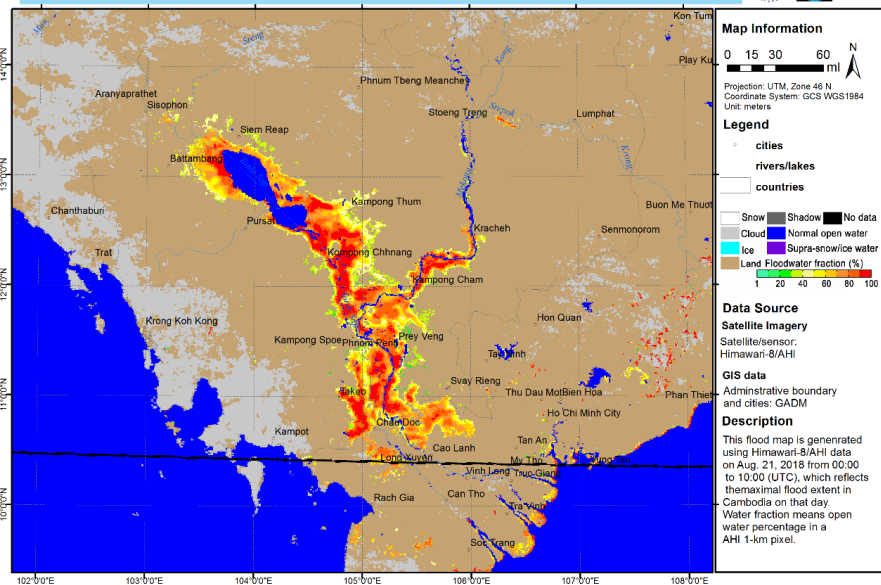 Kon Tum
Mun
Sreng
Kong
Play Ku
14°0'0"N
Phnum Tbeng Meanchey
Aranyaprathet
Sisophon
Stoeng Treng
Srepok
Lumphat
Siem Reap
Krong
Battambang
13°0'0"N
Mekong
Chanthaburi
Kampong Thum
Buon Me Thuot
Pursat
Kracheh
Senmonorom
Trat
Kompong Chhnang
Kampong Cham
12°0'0"N
Krong Koh Kong
Hon Quan
Kampong Spoe
Phnom Penh
Prey Veng
Tay Ninh
Svay Rieng
Takeo
Thu Dau Mot
Bien Hoa
Phan Thiet
11°0'0"N
Ho Chi Minh City
Chau Doc
Kampot
Tan An
Cao Lanh
Long Xuyen
My Tho
Vung Tau
Vinh Long
Truc Giang
Rach Gia
Can Tho
10°0'0"N
Tra Vinh
Soc Trang
102°0'0"E
103°0'0"E
104°0'0"E
105°0'0"E
106°0'0"E
107°0'0"E
108°0'0"E
Map Information
0 15 30 60
ml
N
Projection: UTM, Zone 46 N
Coordinate System: GCS WGS1984
Unit: meters
Legend
cities
rivers/lakes
countries
Snow Shadow No data
Cloud Normal open water
Ice Supra-snow/ice water
Land Floodwater fraction (%)
1 20 40 60 80 100
Data Source
Satellite Imagery
Satellite/sensor:
Himawari-8/AHI
GIS data
Adminstrative boundary
and cities: GADM
Description
This flood map is genenrated
using Himawari-8/AHI data
on Aug. 21, 2018 from 00:00
to 10:00 (UTC), which reflects
themaximal flood extent in
Cambodia on that day.
Water fraction means open
water percentage in a
AHI 1-km pixel.